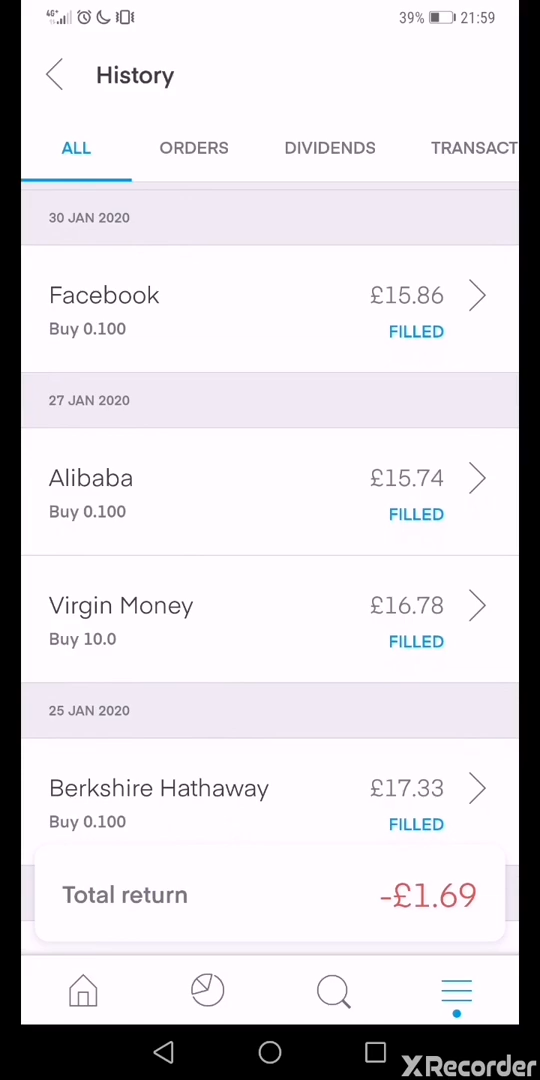 4G+ 39% 21:59
History
ALL ORDERS DIVIDENDS TRANSACT
30 JAN 2020
Facebook £15.86
Buy 0.100 FILLED
27 JAN 2020
Alibaba £15.74
Buy 0.100 FILLED
Virgin Money £16.78
Buy 10.0 FILLED
25 JAN 2020
Berkshire Hathaway £17.33
Buy 0.100 FILLED
Total return -£1.69
XRecorder